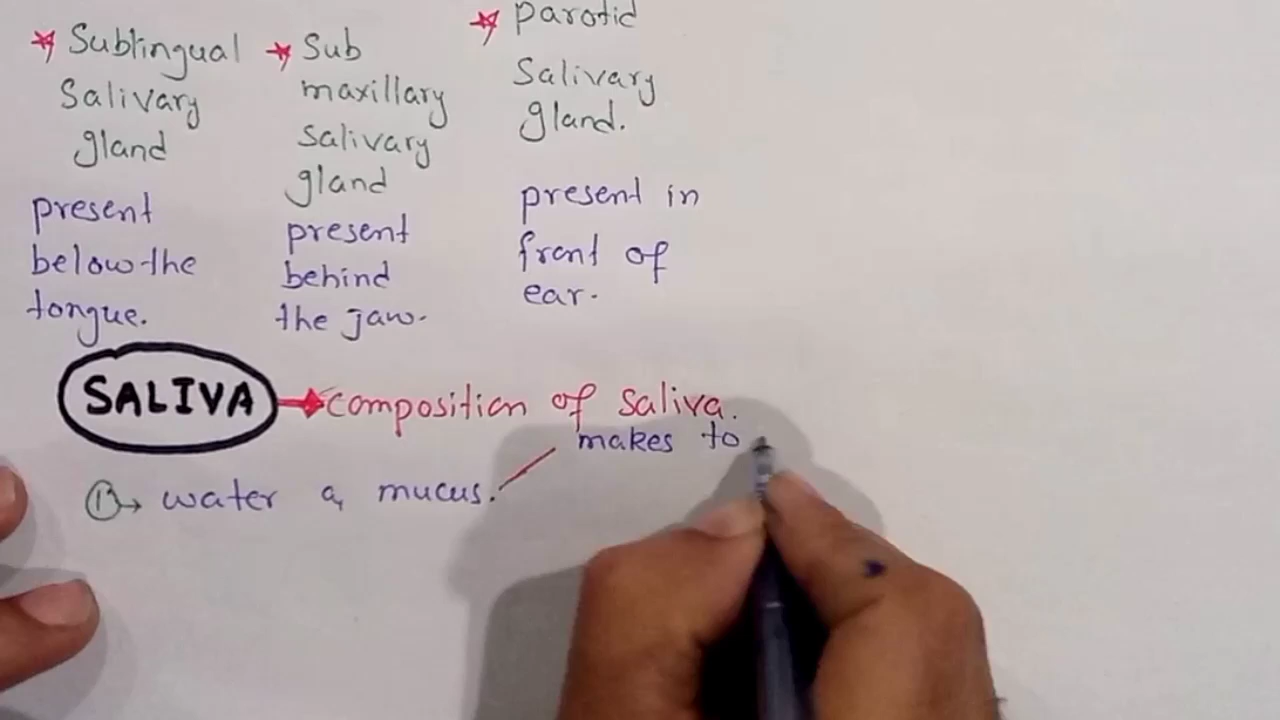 ★ Sublingual
Salivary
gland
present
below the
tongue.
★ Sub
maxillary
salivary
gland
present
behind
the jaw.
★ parotid
Salivary
gland.
present in
front of
ear.
SALIVA → composition of saliva.
makes to
① → water & mucus.